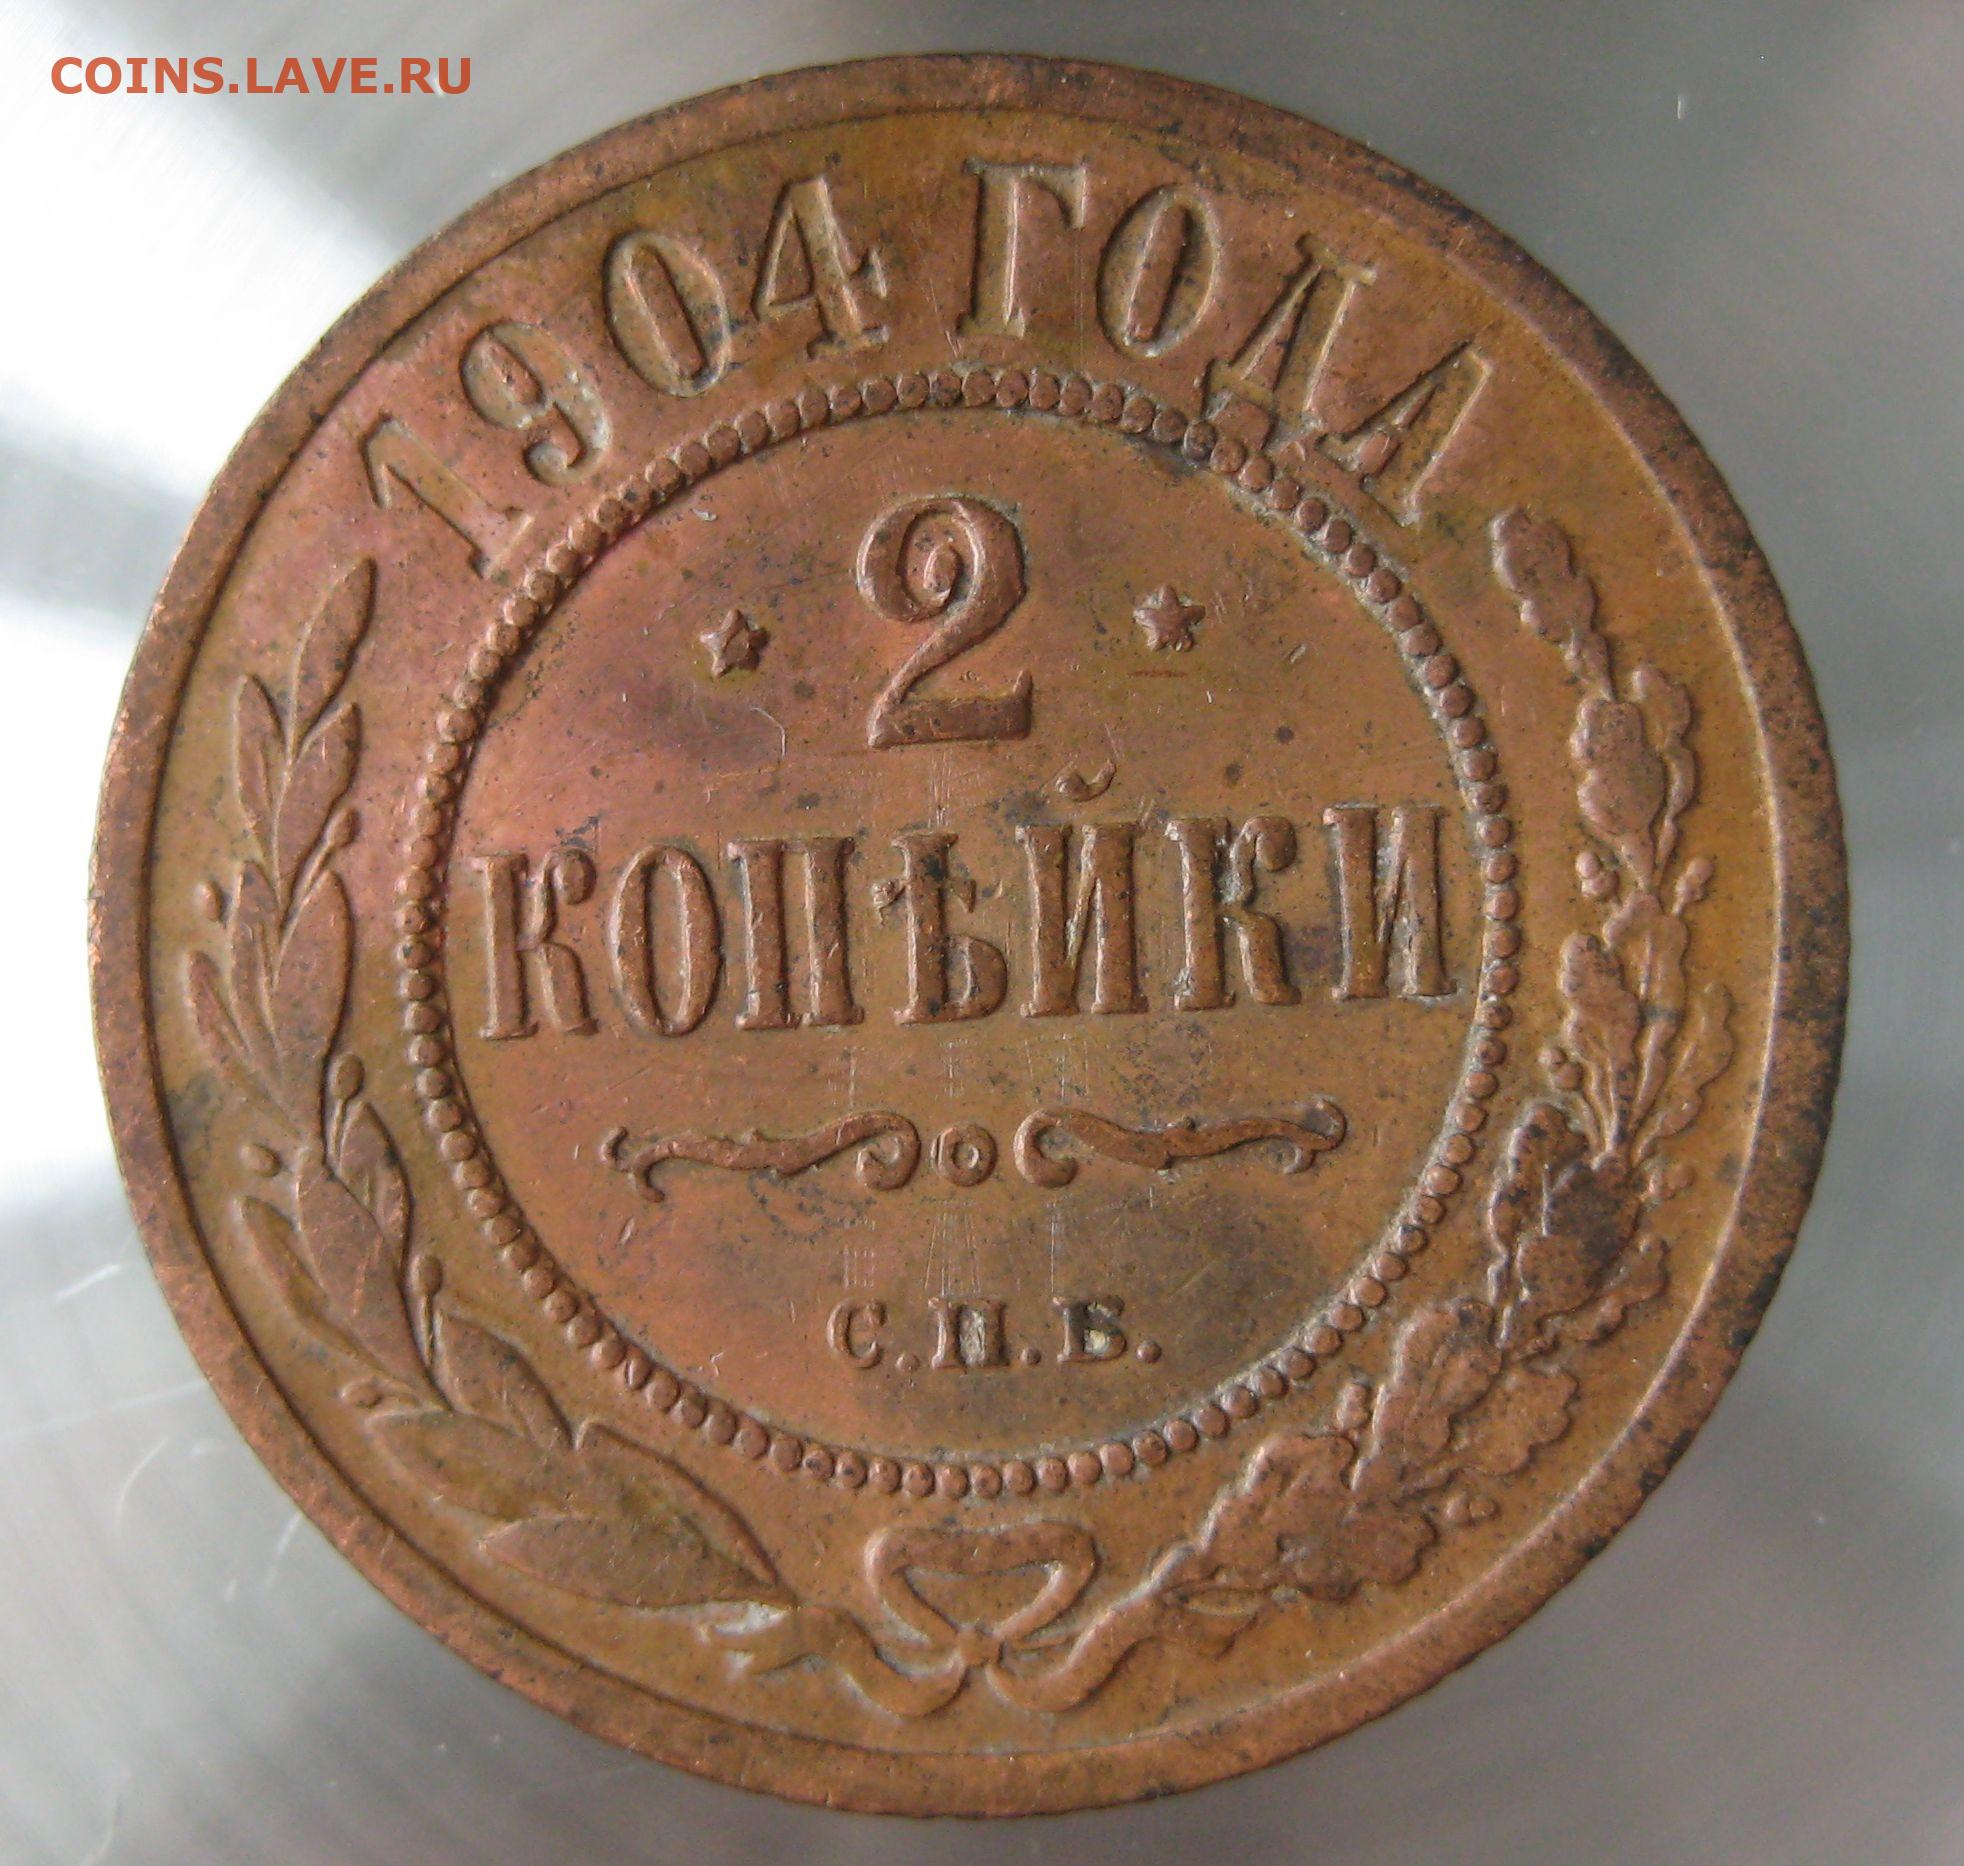 COINS.LAVE.RU
1904 ГОДА
2
КОПѢЙКИ
С.П.Б.